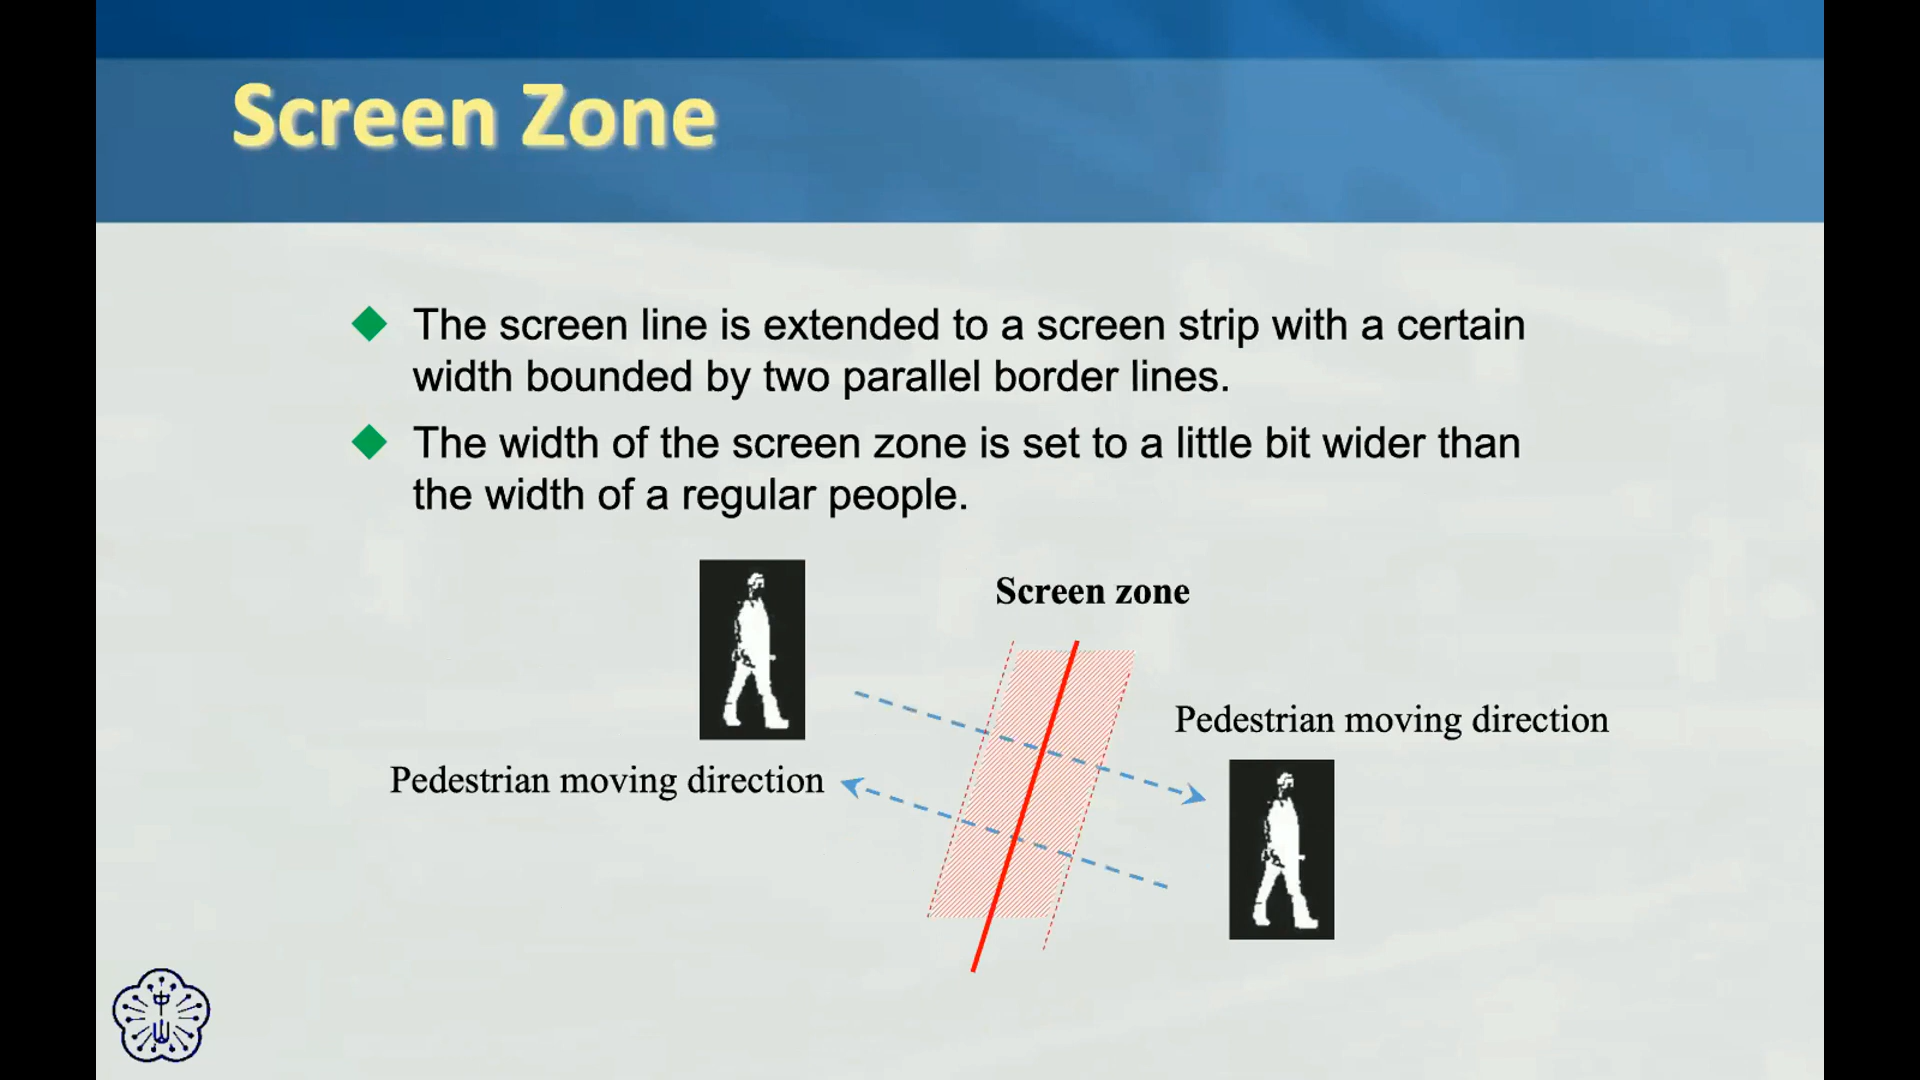 Screen Zone
The screen line is extended to a screen strip with a certain
width bounded by two parallel border lines.
The width of the screen zone is set to a little bit wider than
the width of a regular people.
Screen zone
Pedestrian moving direction
Pedestrian moving direction